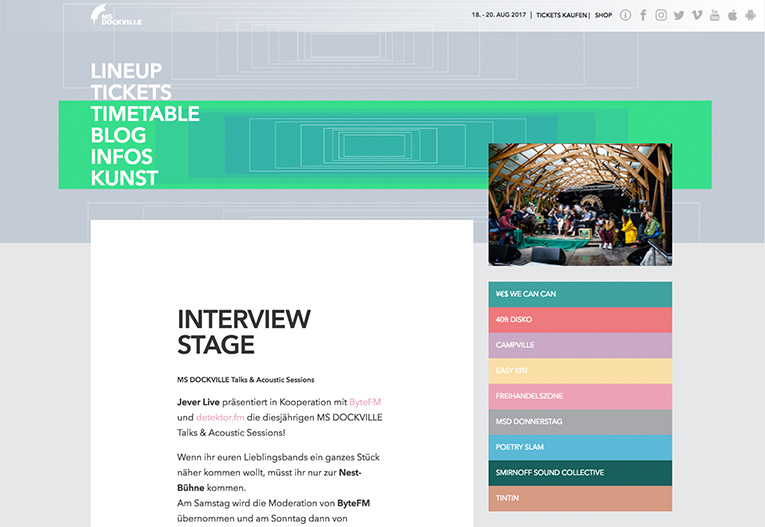 MS
DOCKVILLE
18. - 20. AUG 2017 | TICKETS KAUFEN | SHOP
LINEUP
TICKETS
TIMETABLE
BLOG
INFOS
KUNST
INTERVIEW
STAGE
MS DOCKVILLE Talks & Acoustic Sessions
Jever Live präsentiert in Kooperation mit ByteFM
und detektor.fm die diesjährigen MS DOCKVILLE
Talks & Acoustic Sessions!
Wenn ihr euren Lieblingsbands ein ganzes Stück
näher kommen wollt, müsst ihr nur zur Nest-
Bühne kommen.
Am Samstag wird die Moderation von ByteFM
übernommen und am Sonntag dann von
¥€$ WE CAN CAN
40ft DISKO
CAMPVILLE
EASY KISI
FREIHANDELSZONE
MSD DONNERSTAG
POETRY SLAM
SMIRNOFF SOUND COLLECTIVE
TINTIN